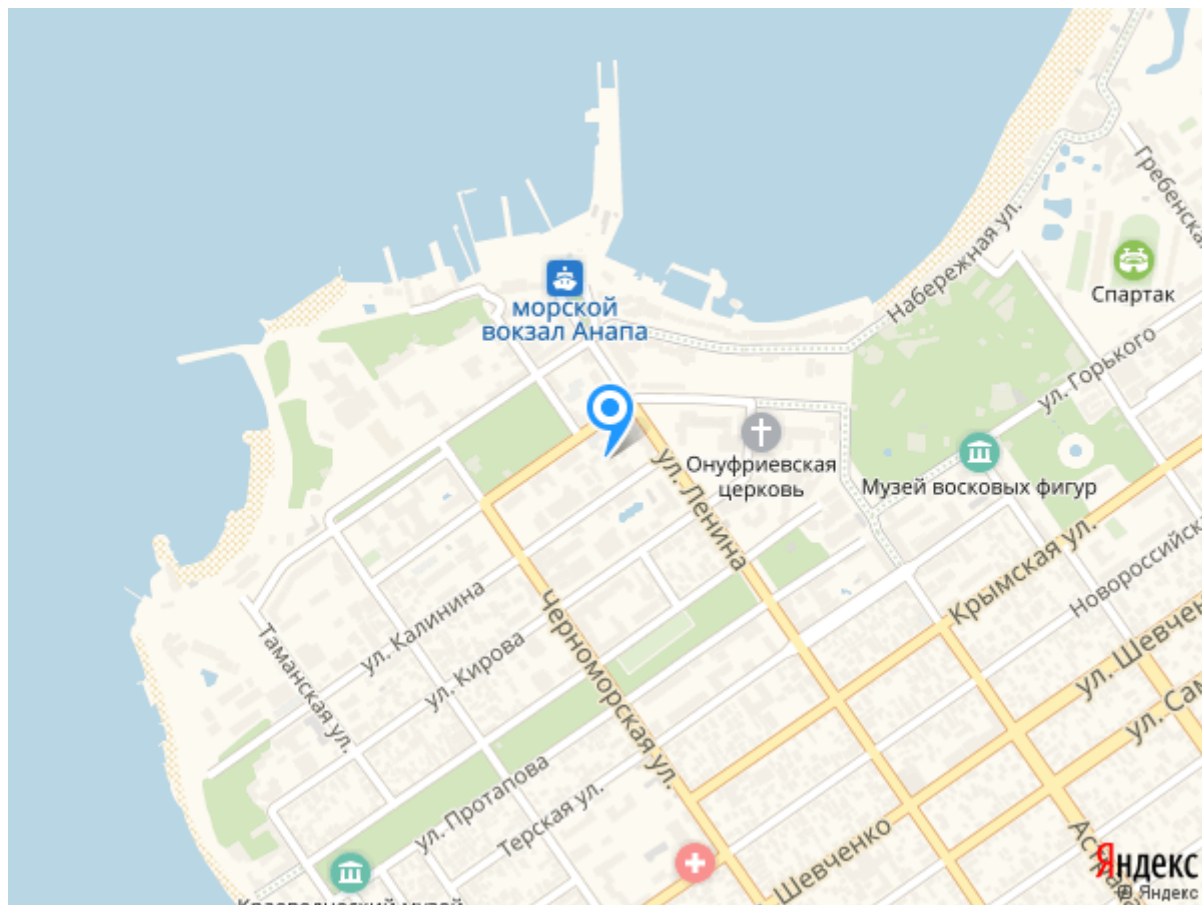 Гребенская
Набережная ул.
Спартак
морской
вокзал Анапа
ул. Горького
Онуфриевская
церковь
Музей восковых фигур
ул. Ленина
Крымская ул.
Новороссийск
ул. Шевчен
ул. Калинина
ул. Кирова
Черноморская ул.
Таманская ул.
ул. Сам
ул. Протапова
Терская ул.
Шевченко
Яндекс
© Яндекс